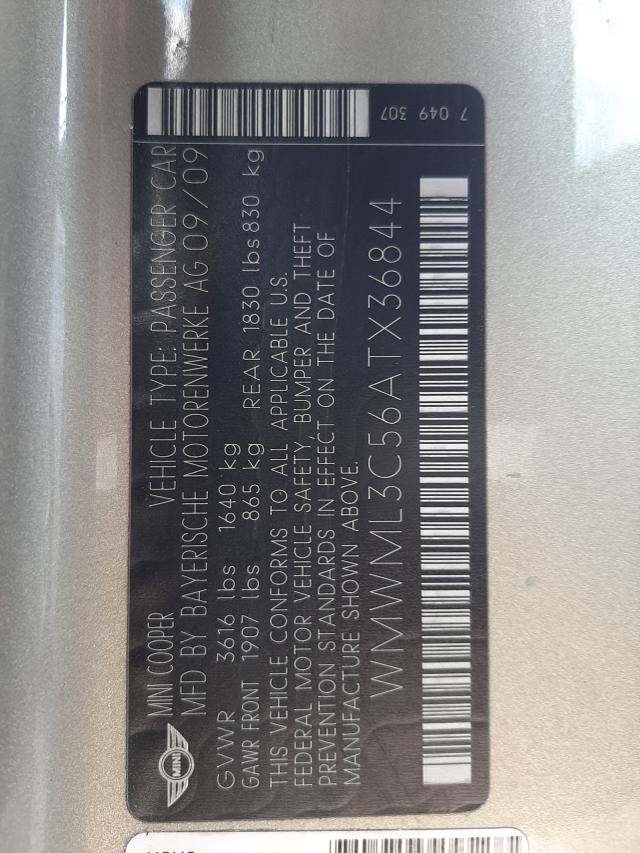 MINI COOPER VEHICLE TYPE: PASSENGER CAR
MFD BY BAYERISCHE MOTORENWERKE AG 09/09
MINI
GVWR 3616 lbs 1640 kg
GAWR FRONT 1907 lbs 865 kg REAR 1830 lbs 830 kg
THIS VEHICLE CONFORMS TO ALL APPLICABLE U.S.
FEDERAL MOTOR VEHICLE SAFETY, BUMPER AND THEFT
PREVENTION STANDARDS IN EFFECT ON THE DATE OF
MANUFACTURE SHOWN ABOVE.
WMWML3C56ATX36844
7 049 307